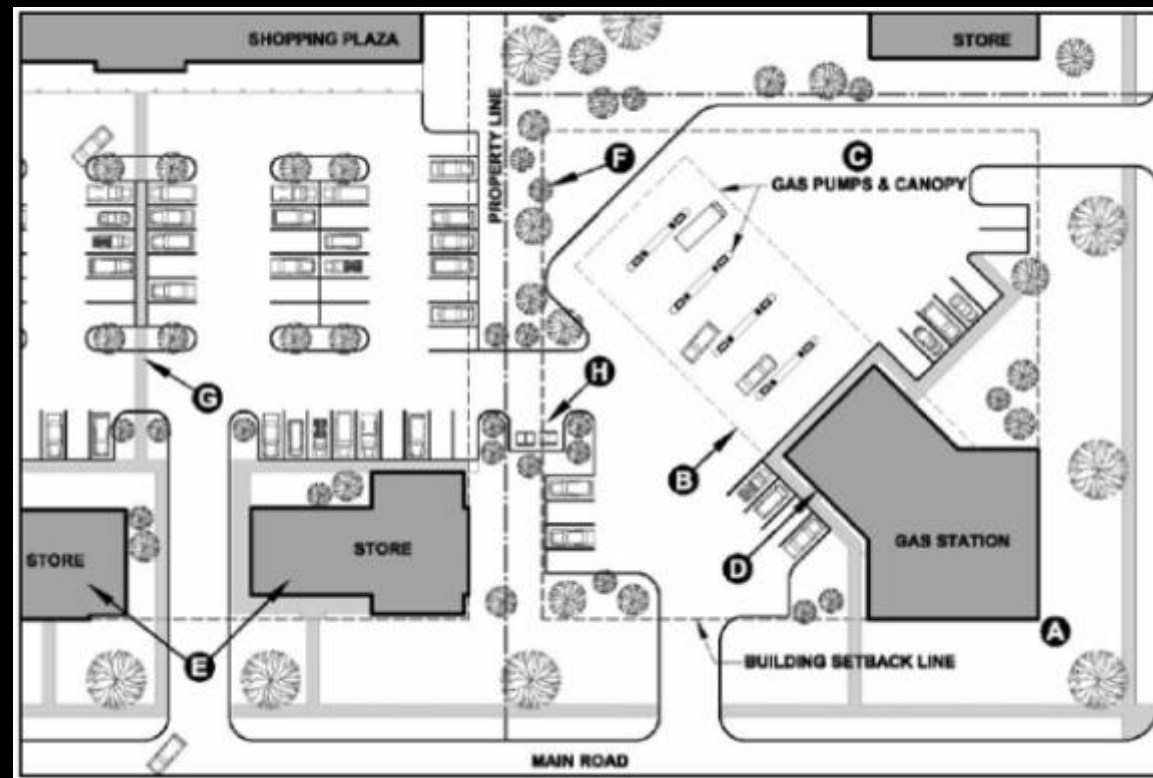 SHOPPING PLAZA
STORE
PROPERTY LINE
C
F
GAS PUMPS & CANOPY
G
H
B
STORE
STORE
GAS STATION
D
A
E
BUILDING SETBACK LINE
MAIN ROAD